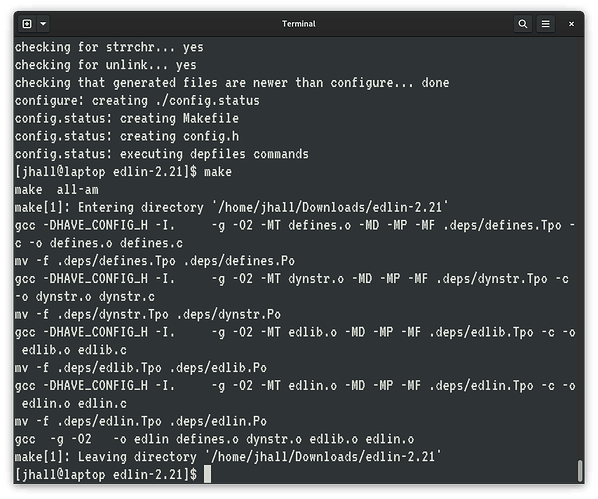 Terminal
checking for strrchr... yes
checking for unlink... yes
checking that generated files are newer than configure... done
configure: creating ./config.status
config.status: creating Makefile
config.status: creating config.h
config.status: executing depfiles commands
[jhall@laptop edlin-2.21]$ make
make  all-am
make[1]: Entering directory '/home/jhall/Downloads/edlin-2.21'
gcc -DHAVE_CONFIG_H -I.     -g -O2 -MT defines.o -MD -MP -MF .deps/defines.Tpo -
c -o defines.o defines.c
mv -f .deps/defines.Tpo .deps/defines.Po
gcc -DHAVE_CONFIG_H -I.     -g -O2 -MT dynstr.o -MD -MP -MF .deps/dynstr.Tpo -c
-o dynstr.o dynstr.c
mv -f .deps/dynstr.Tpo .deps/dynstr.Po
gcc -DHAVE_CONFIG_H -I.     -g -O2 -MT edlib.o -MD -MP -MF .deps/edlib.Tpo -c -o
 edlib.o edlib.c
mv -f .deps/edlib.Tpo .deps/edlib.Po
gcc -DHAVE_CONFIG_H -I.     -g -O2 -MT edlin.o -MD -MP -MF .deps/edlin.Tpo -c -o
 edlin.o edlin.c
mv -f .deps/edlin.Tpo .deps/edlin.Po
gcc  -g -O2   -o edlin defines.o dynstr.o edlib.o edlin.o
make[1]: Leaving directory '/home/jhall/Downloads/edlin-2.21'
[jhall@laptop edlin-2.21]$